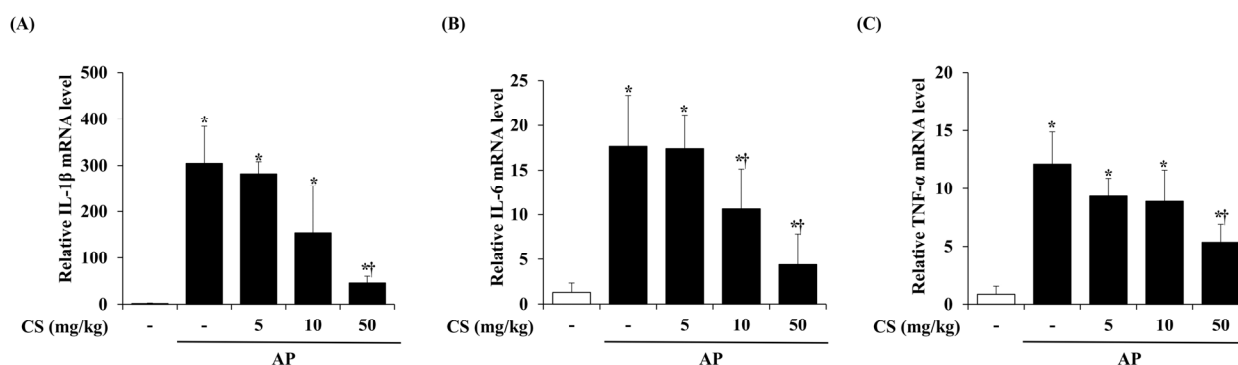 (A)
Relative IL-1β mRNA level
500
400
300
200
100
0
*
*
*
*†
CS (mg/kg)
- - 5 10 50
AP
(B)
Relative IL-6 mRNA level
25
20
15
10
5
0
*
*
*†
*†
CS (mg/kg)
- - 5 10 50
AP
(C)
Relative TNF-α mRNA level
20
15
10
5
0
*
*
*
*†
CS (mg/kg)
- - 5 10 50
AP